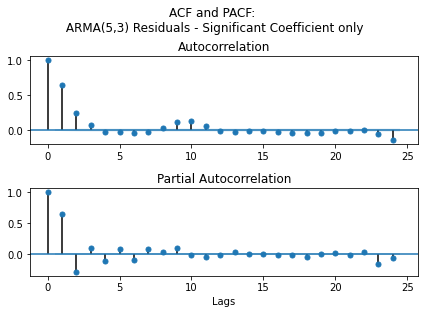 ACF and PACF:
ARMA(5,3) Residuals - Significant Coefficient only
Autocorrelation
1.0
0.5
0.0
0 5 10 15 20 25
Partial Autocorrelation
1.0
0.5
0.0
0 5 10 15 20 25
Lags